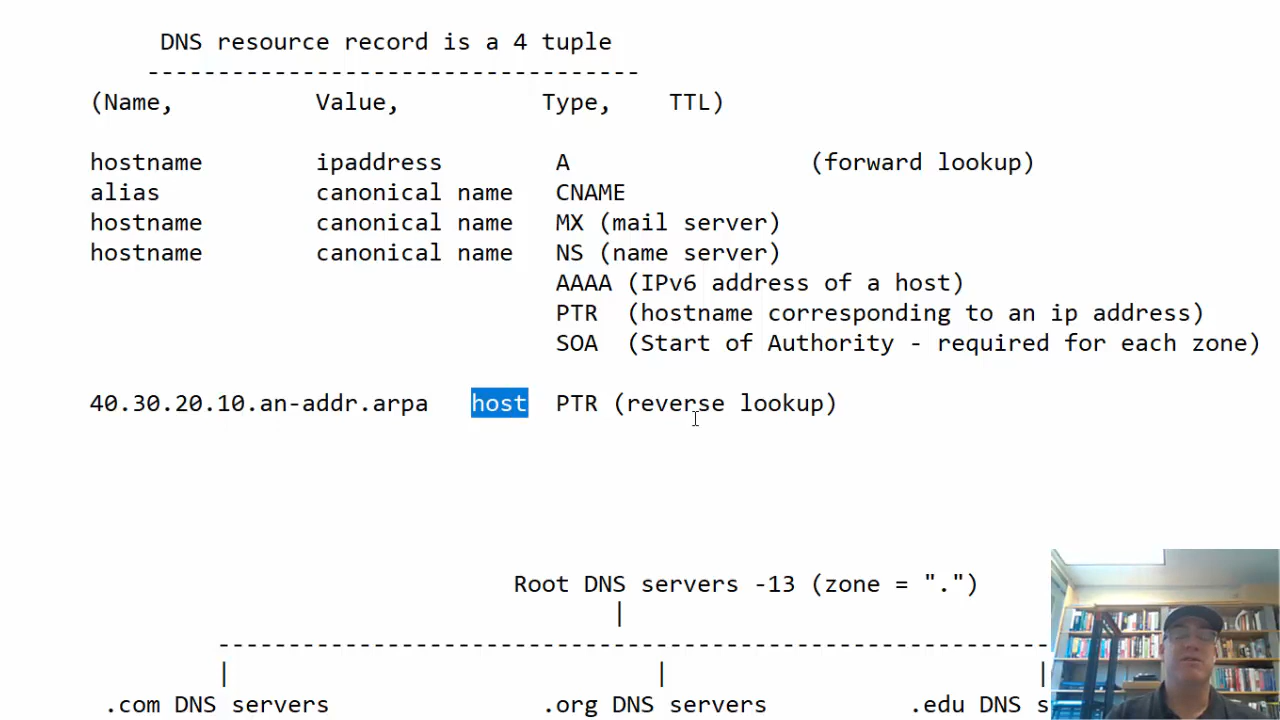 DNS resource record is a 4 tuple
-----------------------------------
(Name, Value, Type, TTL)
hostname ipaddress A (forward lookup)
alias canonical name CNAME
hostname canonical name MX (mail server)
hostname canonical name NS (name server)
AAAA (IPv6 address of a host)
PTR (hostname corresponding to an ip address)
SOA (Start of Authority - required for each zone)
40.30.20.10.an-addr.arpa host PTR (reverse lookup)
Root DNS servers -13 (zone = ".")
|
-----------------------------------------------------------
| | |
.com DNS servers .org DNS servers .edu DNS s